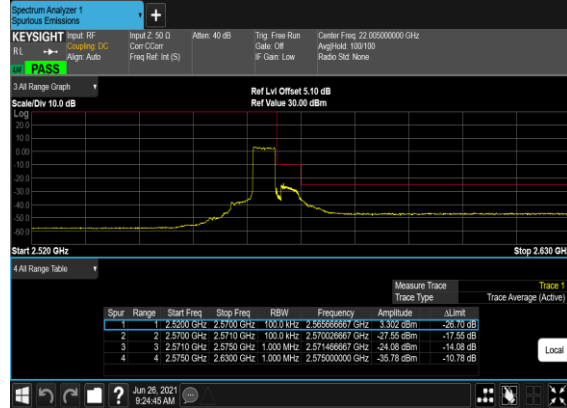 Spectrum Analyzer 1
Spurious Emissions
KEYSIGHT Input: RF Input Z: 50 Ω Atten: 40 dB Trig: Free Run Center Freq: 22.005000000 GHz
RL Coupling: DC Corr CCorr Gate: Off Avg|Hold: 100/100
Align: Auto Freq Ref: Int (S) IF Gain: Low Radio Std: None
PASS
3 All Range Graph
Ref Lvl Offset 5.10 dB
Scale/Div 10.0 dB Ref Value 30.00 dBm
Log
20.0
10.0
0.00
-10.0
-20.0
-30.0
-40.0
-50.0
-60.0
Start 2.520 GHz Stop 2.630 GHz
4 All Range Table
Measure Trace Trace 1
Trace Type Trace Average (Active)
Spur Range Start Freq Stop Freq RBW Frequency Amplitude ΔLimit
1 1 2.5200 GHz 2.5700 GHz 100.0 kHz 2.565666667 GHz 3.302 dBm -26.70 dB
2 2 2.5700 GHz 2.5710 GHz 100.0 kHz 2.570026667 GHz -27.55 dBm -17.55 dB
3 3 2.5710 GHz 2.5750 GHz 1.000 MHz 2.571466667 GHz -24.08 dBm -14.08 dB
4 4 2.5750 GHz 2.6300 GHz 1.000 MHz 2.575000000 GHz -35.78 dBm -10.78 dB
Local
?
Jun 26, 2021
9:24:45 AM